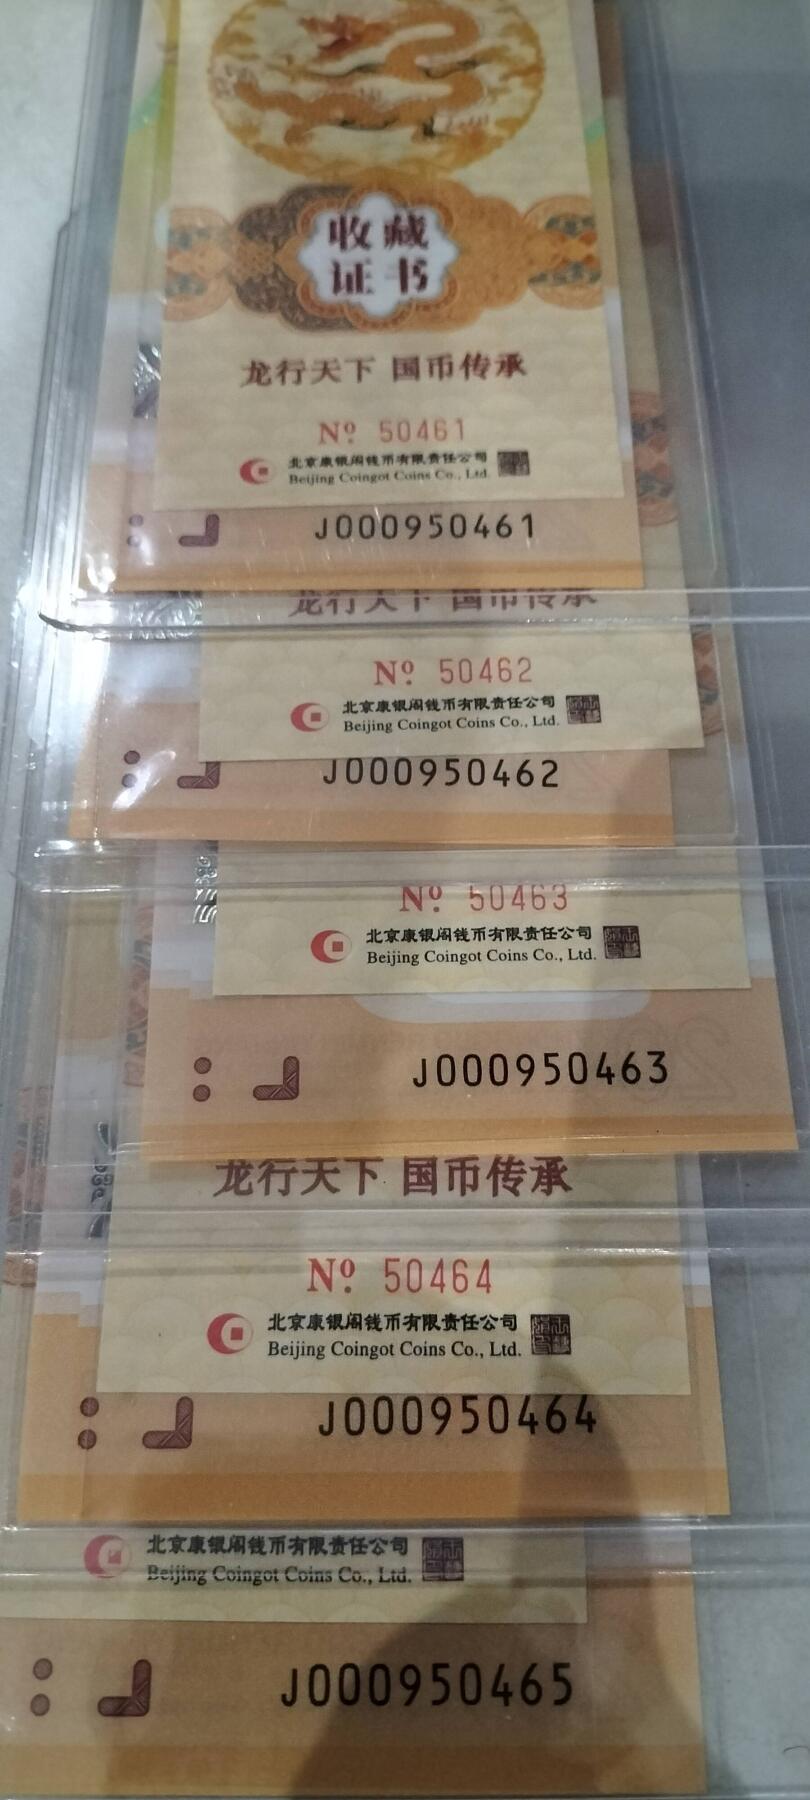 收藏
证书
龙行天下 国币传承
Nº 50461
北京康银阁钱币有限责任公司
Beijing Coingot Coins Co., Ltd.
J000950461
龙行天下 国币传承
Nº 50462
北京康银阁钱币有限责任公司
Beijing Coingot Coins Co., Ltd.
J000950462
Nº 50463
北京康银阁钱币有限责任公司
Beijing Coingot Coins Co., Ltd.
J000950463
龙行天下 国币传承
Nº 50464
北京康银阁钱币有限责任公司
Beijing Coingot Coins Co., Ltd.
J000950464
北京康银阁钱币有限责任公司
Beijing Coingot Coins Co., Ltd.
J000950465